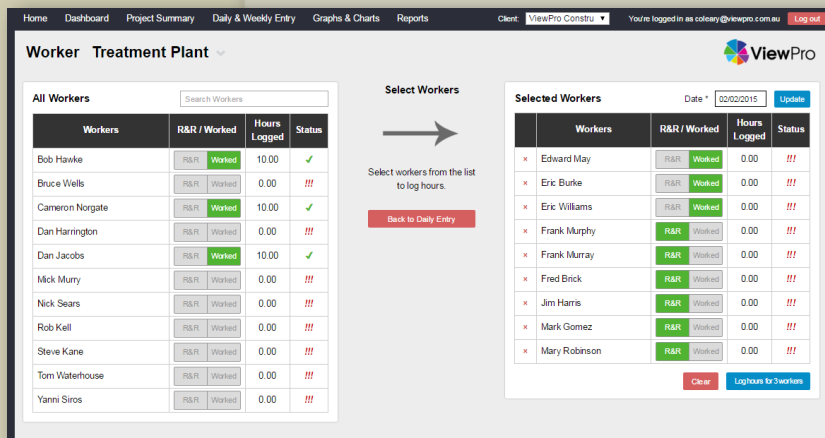 Home Dashboard Project Summary Daily & Weekly Entry Graphs & Charts Reports Client: ViewPro Constru You're logged in as coleary@viewpro.com.au Log out
Worker Treatment Plant
ViewPro
All Workers Search Workers
Workers R&R / Worked Hours Logged Status
Bob Hawke R&R Worked 10.00 ✓
Bruce Wells R&R Worked 0.00 !!!
Cameron Norgate R&R Worked 10.00 ✓
Dan Harrington R&R Worked 0.00 !!!
Dan Jacobs R&R Worked 10.00 ✓
Mick Murry R&R Worked 0.00 !!!
Nick Sears R&R Worked 0.00 !!!
Rob Kell R&R Worked 0.00 !!!
Steve Kane R&R Worked 0.00 !!!
Tom Waterhouse R&R Worked 0.00 !!!
Yanni Siros R&R Worked 0.00 !!!
Select Workers
Select workers from the list
to log hours.
Back to Daily Entry
Selected Workers Date * 02/02/2015 Update
Workers R&R / Worked Hours Logged Status
× Edward May R&R Worked 0.00 !!!
× Eric Burke R&R Worked 0.00 !!!
× Eric Williams R&R Worked 0.00 !!!
× Frank Murphy R&R Worked 0.00 !!!
× Frank Murray R&R Worked 0.00 !!!
× Fred Brick R&R Worked 0.00 !!!
× Jim Harris R&R Worked 0.00 !!!
× Mark Gomez R&R Worked 0.00 !!!
× Mary Robinson R&R Worked 0.00 !!!
Clear Log hours for 3 workers